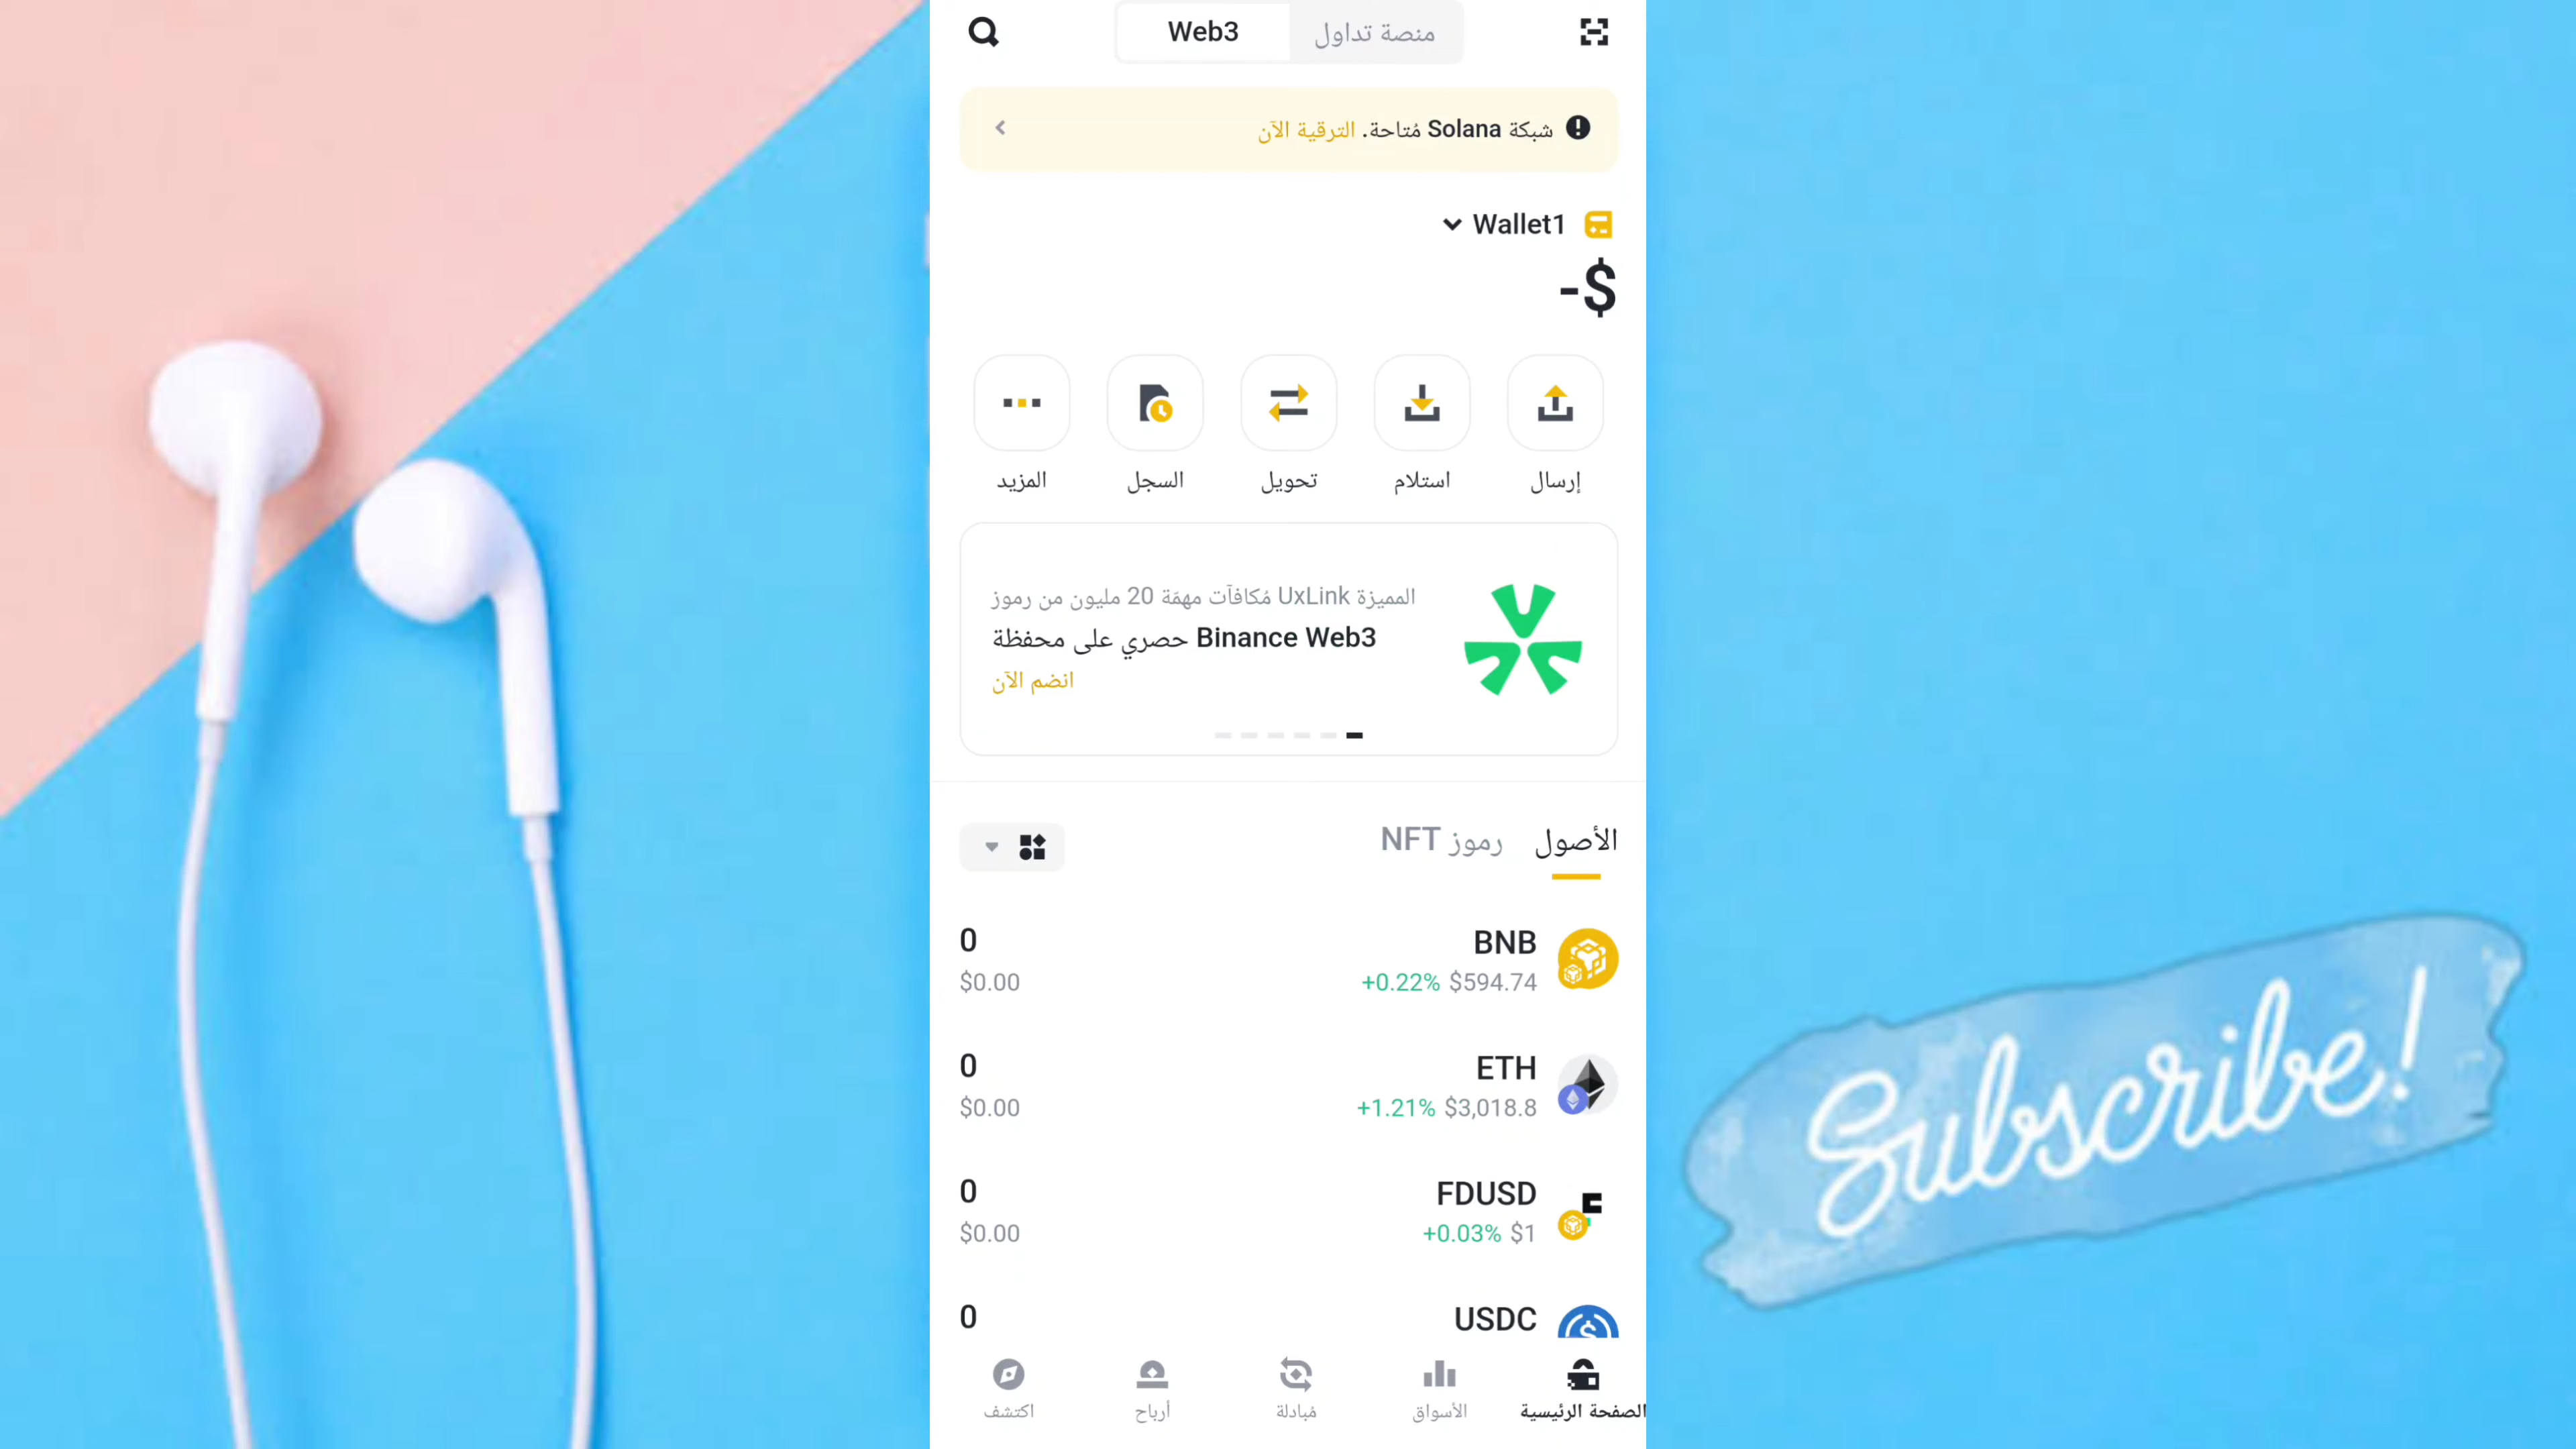 Web3
منصة تداول
شبكة Solana مُتاحة. الترقية الآن
Wallet1
-$
إرسال
استلام
تحويل
السجل
المزيد
المميزة UxLink مُكافآت مهمَة 20 مليون من رموز
Binance Web3 حصري على محفظة
انضم الآن
الأصول
رموز NFT
BNB
0
+0.22% $594.74
$0.00
ETH
0
+1.21% $3,018.8
$0.00
FDUSD
0
+0.03% $1
$0.00
USDC
0
الصفحة الرئيسية
الأسواق
مُبادلة
أرباح
اكتشف
Subscribe!